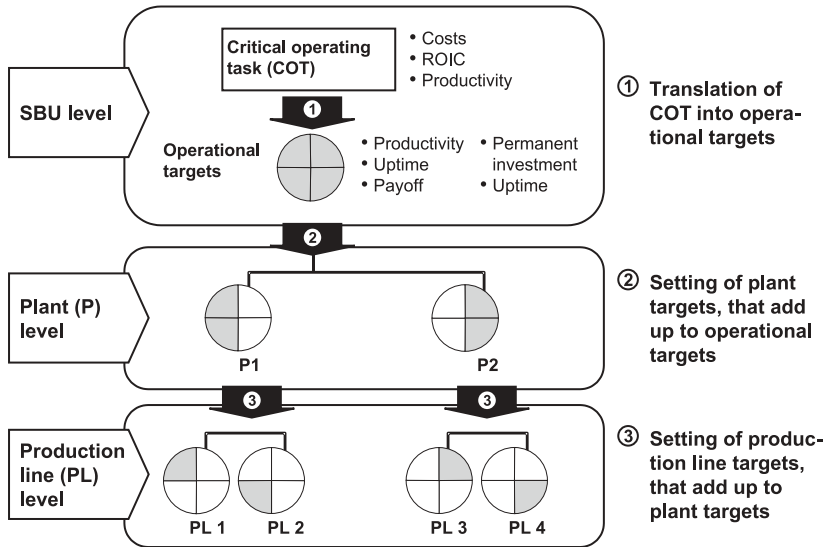 SBU level
Critical operating
task (COT)
• Costs
• ROIC
• Productivity
1
Operational
targets
• Productivity
• Uptime
• Payoff
• Permanent
investment
• Uptime
① Translation of
COT into opera-
tional targets
2
Plant (P)
level
P1
P2
② Setting of plant
targets, that add
up to operational
targets
3
3
Production
line (PL)
level
PL 1
PL 2
PL 3
PL 4
③ Setting of produc-
tion line targets,
that add up to
plant targets